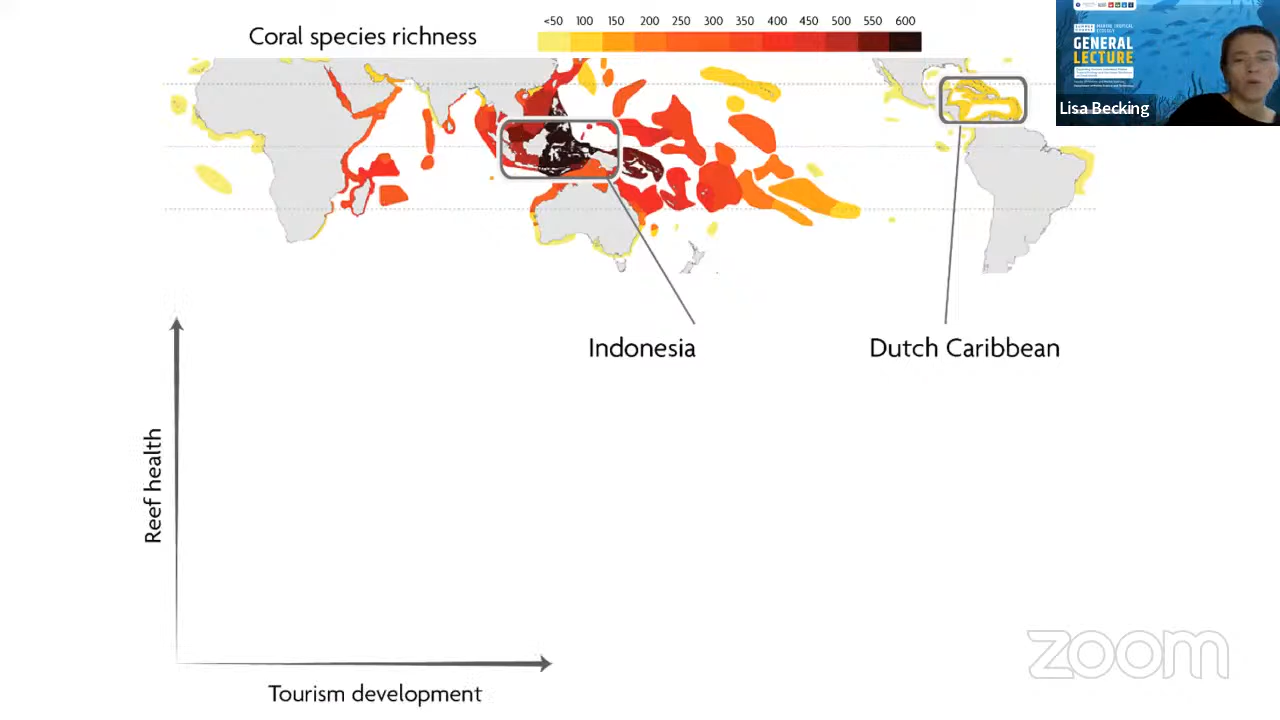 Coral species richness
<50 100 150 200 250 300 350 400 450 500 550 600
GENERAL
LECTURE
Lisa Becking
Indonesia
Dutch Caribbean
Reef health
Tourism development
zoom